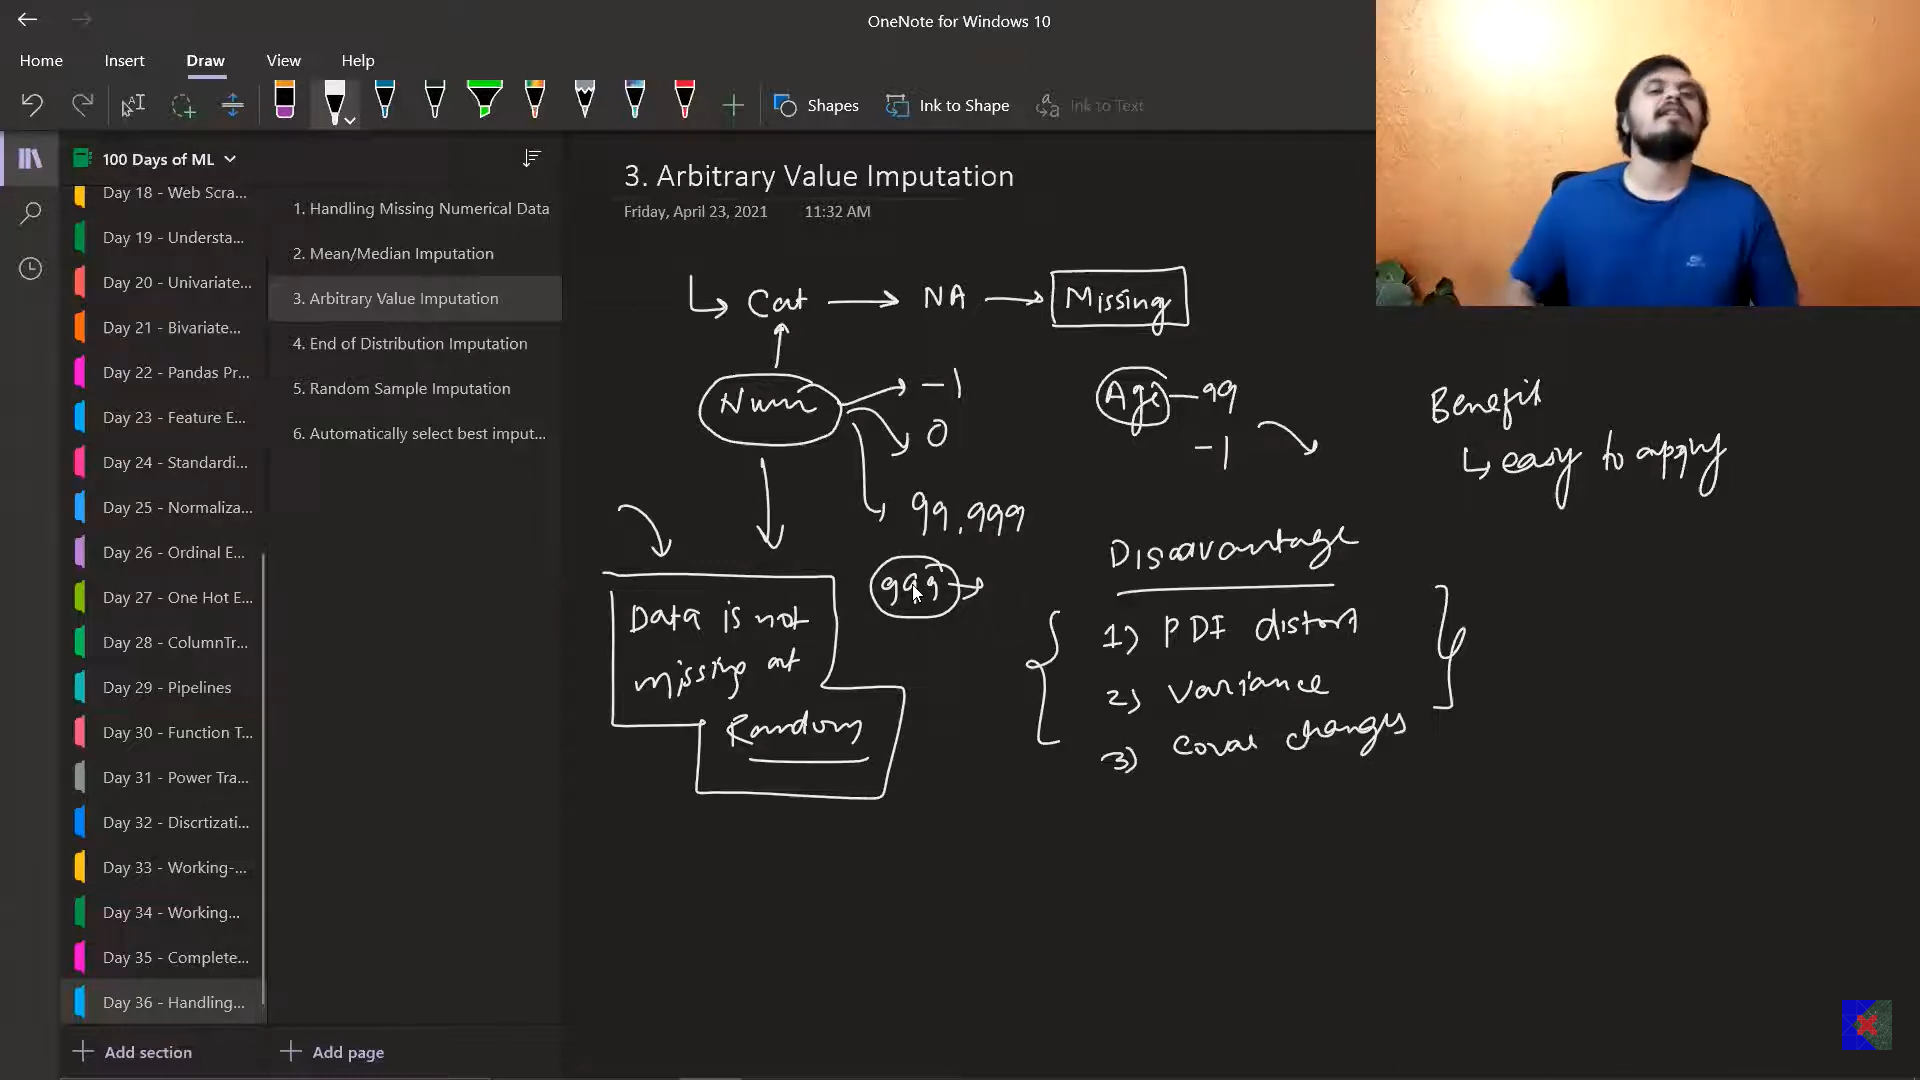 OneNote for Windows 10
Home Insert Draw View Help
Shapes Ink to Shape Ink to Text
100 Days of ML
Day 18 - Web Scra...
Day 19 - Understa...
Day 20 - Univariate...
Day 21 - Bivariate...
Day 22 - Pandas Pr...
Day 23 - Feature E...
Day 24 - Standardi...
Day 25 - Normaliza...
Day 26 - Ordinal E...
Day 27 - One Hot E...
Day 28 - ColumnTr...
Day 29 - Pipelines
Day 30 - Function T...
Day 31 - Power Tra...
Day 32 - Discrtizati...
Day 33 - Working-...
Day 34 - Working...
Day 35 - Complete...
Day 36 - Handling...
Add section
1. Handling Missing Numerical Data
2. Mean/Median Imputation
3. Arbitrary Value Imputation
4. End of Distribution Imputation
5. Random Sample Imputation
6. Automatically select best imput...
Add page
3. Arbitrary Value Imputation
Friday, April 23, 2021 11:32 AM
Cat NA Missing
Num -1
0
99.999
999
Age - 99
-1
Benefit
easy to apply
Data is not
missing at
Random
Disadvantage
1) PDF distort
2) Variance
3) Covar changes